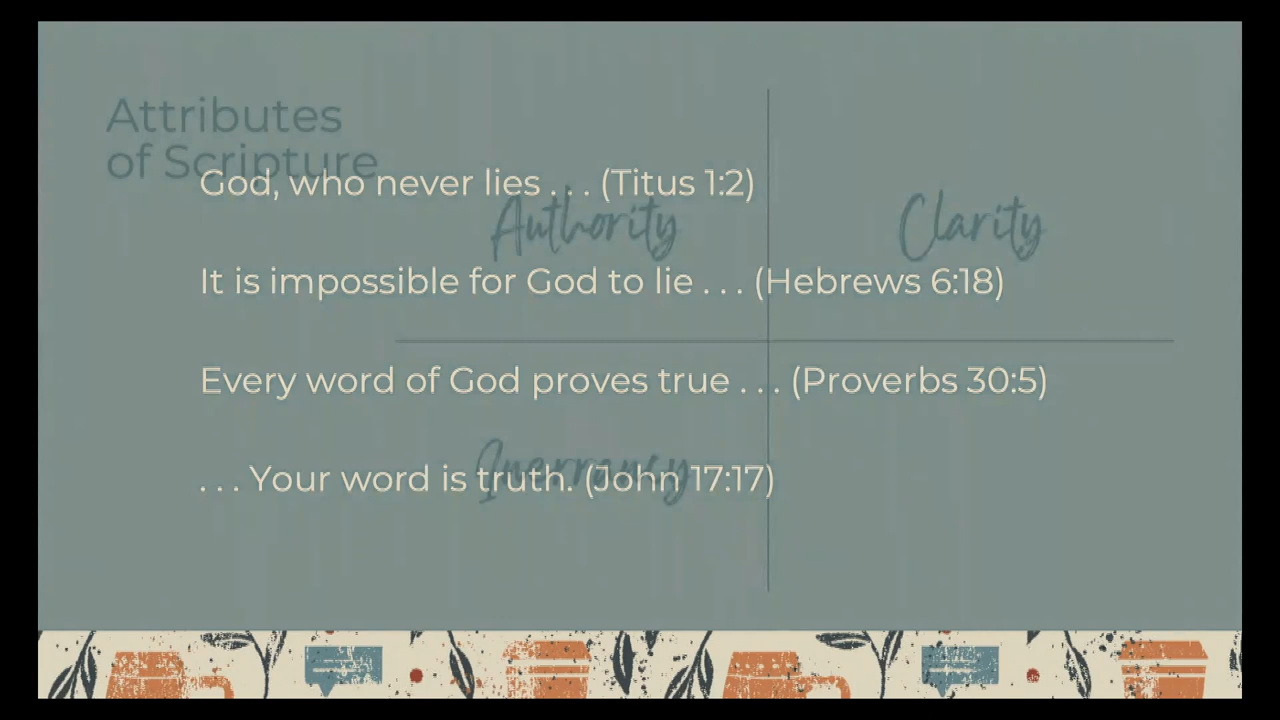 Attributes
of Scripture
God, who never lies . . . (Titus 1:2)
Authority
Clarity
It is impossible for God to lie . . . (Hebrews 6:18)
Every word of God proves true . . . (Proverbs 30:5)
Inerrancy
. . . Your word is truth. (John 17:17)